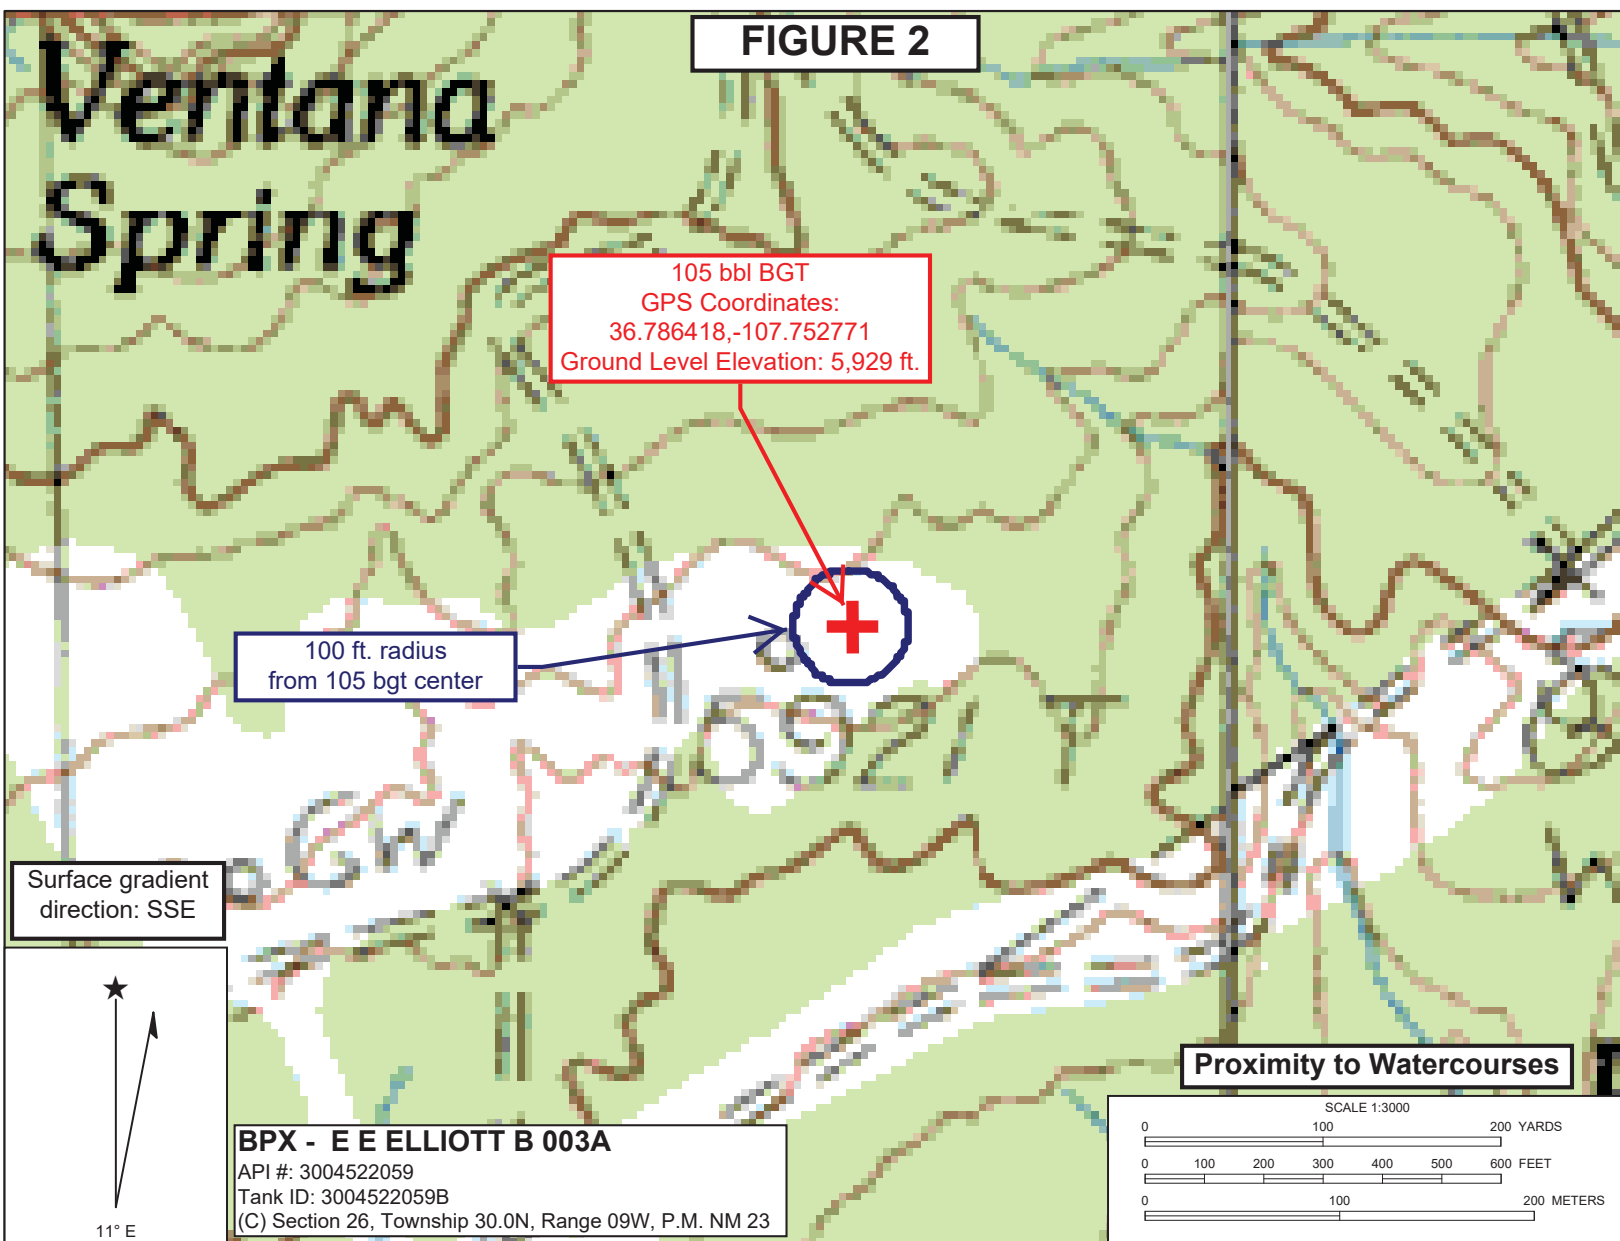 FIGURE 2
Ventana
Spring
105 bbl BGT
GPS Coordinates:
36.786418,-107.752771
Ground Level Elevation: 5,929 ft.
100 ft. radius
from 105 bgt center
Surface gradient
direction: SSE
11° E
BPX - E E ELLIOTT B 003A
API #: 3004522059
Tank ID: 3004522059B
(C) Section 26, Township 30.0N, Range 09W, P.M. NM 23
Proximity to Watercourses
SCALE 1:3000
0 100 200 YARDS
0 100 200 300 400 500 600 FEET
0 100 200 METERS